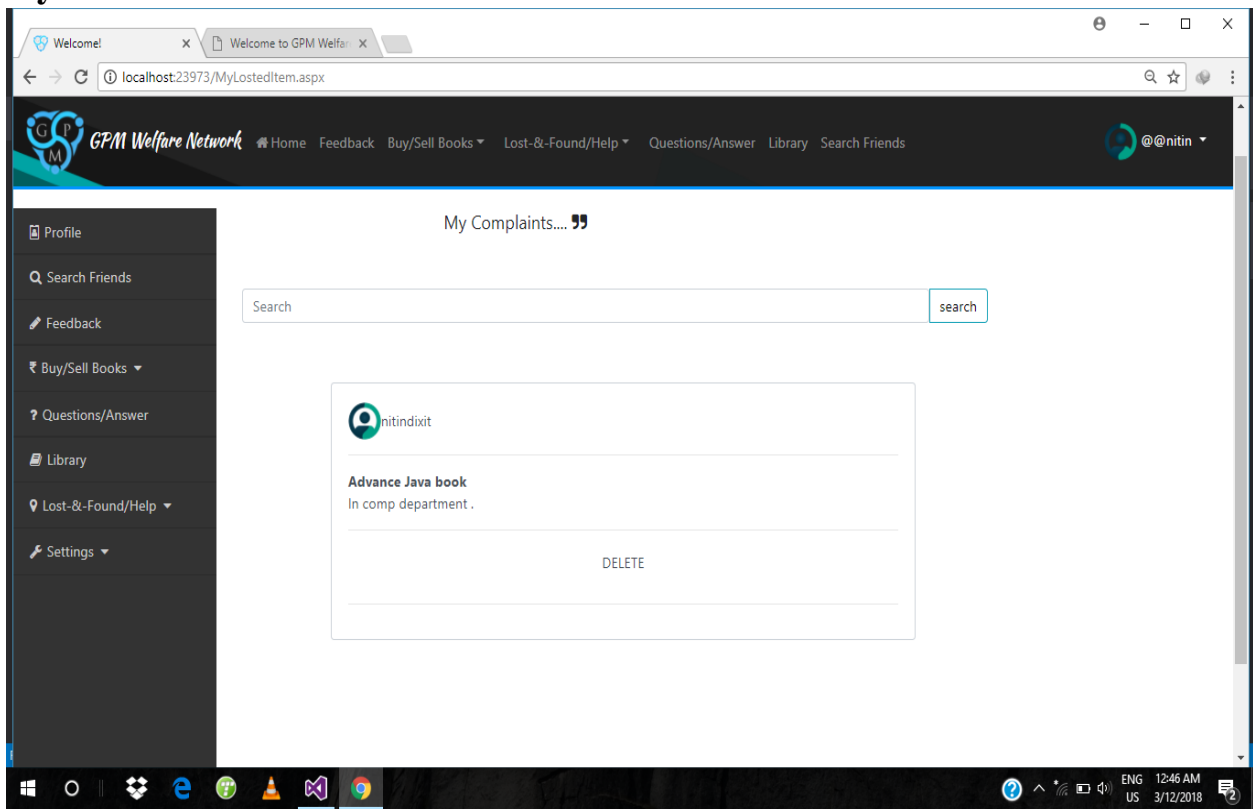 Welcome!
Welcome to GPM Welfar
localhost:23973/MyLostedItem.aspx
G P M
GPM Welfare Network Home Feedback Buy/Sell Books Lost-&-Found/Help Questions/Answer Library Search Friends @@nitin
My Complaints....
Profile
Search Friends
Feedback
Buy/Sell Books
Questions/Answer
Library
Lost-&-Found/Help
Settings
Search search
nitindixit
Advance Java book
In comp department .
DELETE
ENG 12:46 AM
US 3/12/2018
2